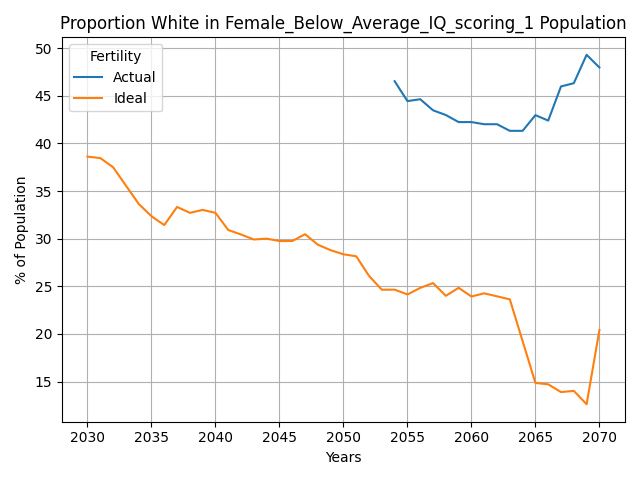 Proportion White in Female_Below_Average_IQ_scoring_1 Population
Fertility
Actual
Ideal
% of Population
50
45
40
35
30
25
20
15
2030 2035 2040 2045 2050 2055 2060 2065 2070
Years